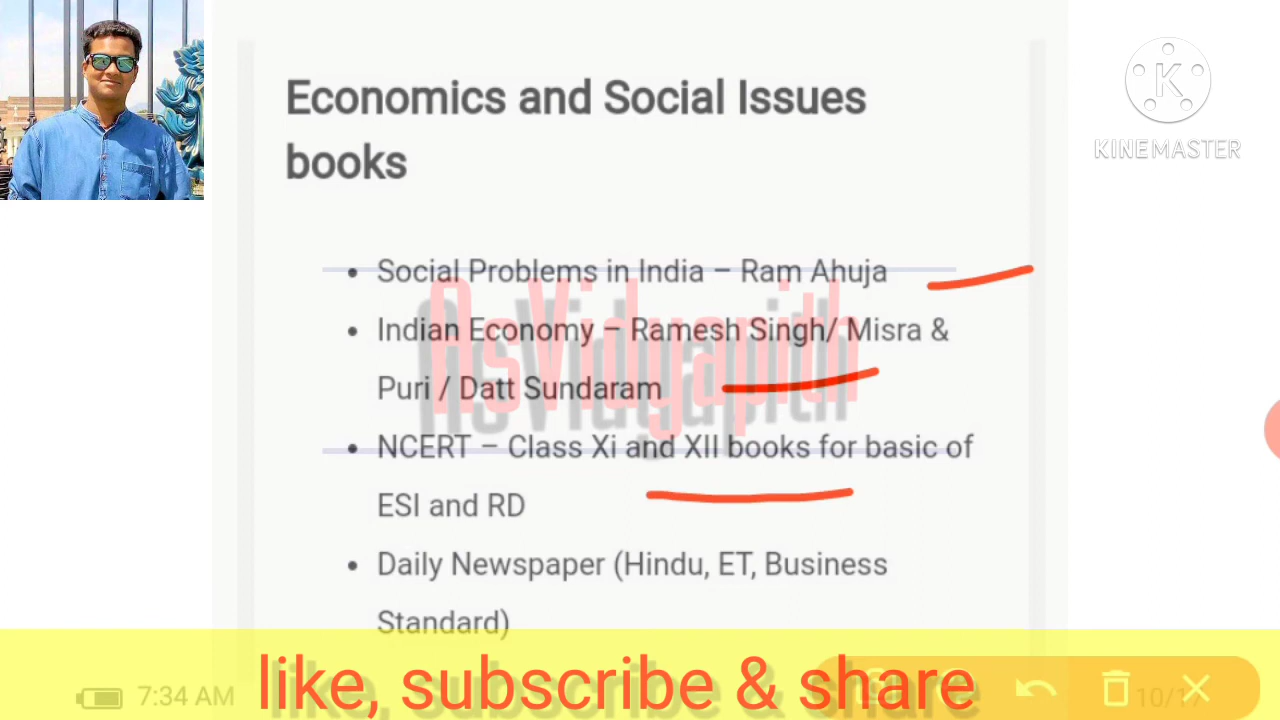 Economics and Social Issues
books
KINEMASTER
Social Problems in India – Ram Ahuja
Indian Economy – Ramesh Singh/ Misra &
Puri / Datt Sundaram
AsVidyapith
NCERT – Class Xi and XII books for basic of
ESI and RD
Daily Newspaper (Hindu, ET, Business
Standard)
like, subscribe & share
7:34 AM